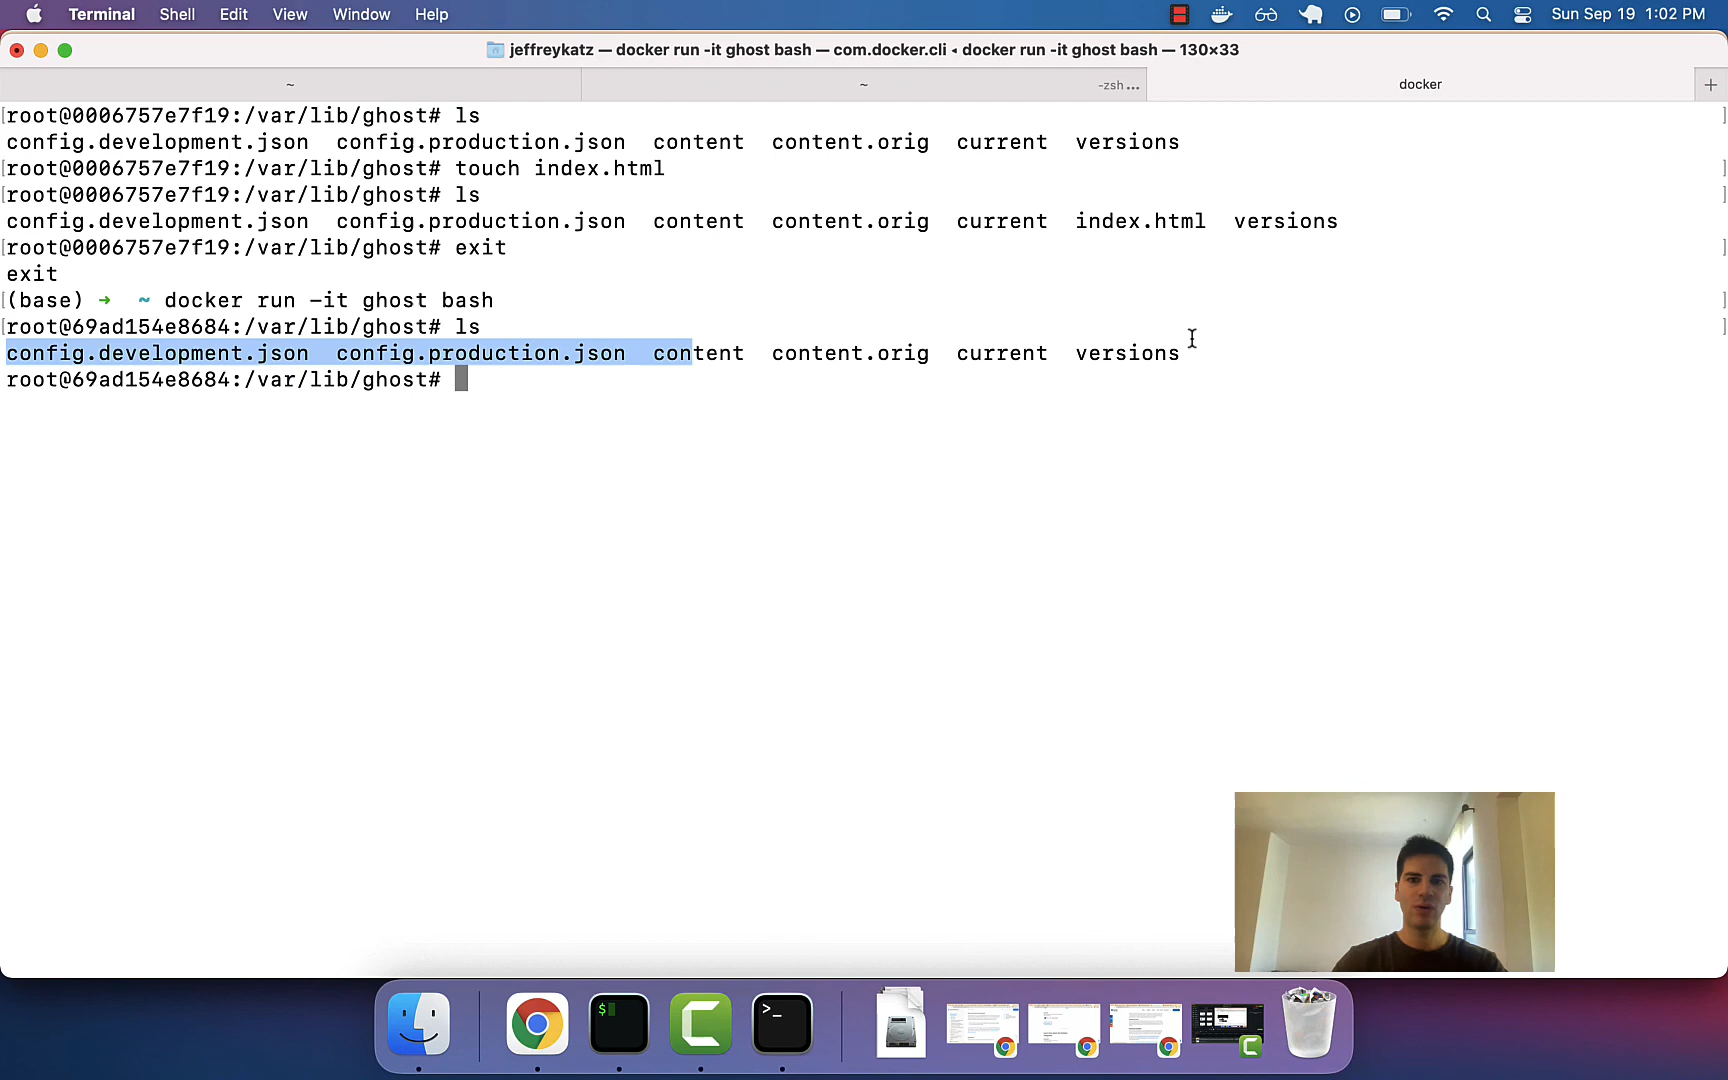 Terminal Shell Edit View Window Help Sun Sep 19 1:02 PM
jeffreykatz — docker run -it ghost bash — com.docker.cli ◂ docker run -it ghost bash — 130×33
~ ~ -zsh ... docker +
[root@0006757e7f19:/var/lib/ghost# ls ]
config.development.json config.production.json content content.orig current versions
[root@0006757e7f19:/var/lib/ghost# touch index.html ]
[root@0006757e7f19:/var/lib/ghost# ls ]
config.development.json config.production.json content content.orig current index.html versions
[root@0006757e7f19:/var/lib/ghost# exit ]
exit
[(base) ➜ ~ docker run -it ghost bash ]
[root@69ad154e8684:/var/lib/ghost# ls ]
config.development.json config.production.json content content.orig current versions
root@69ad154e8684:/var/lib/ghost#
$ C >_ C